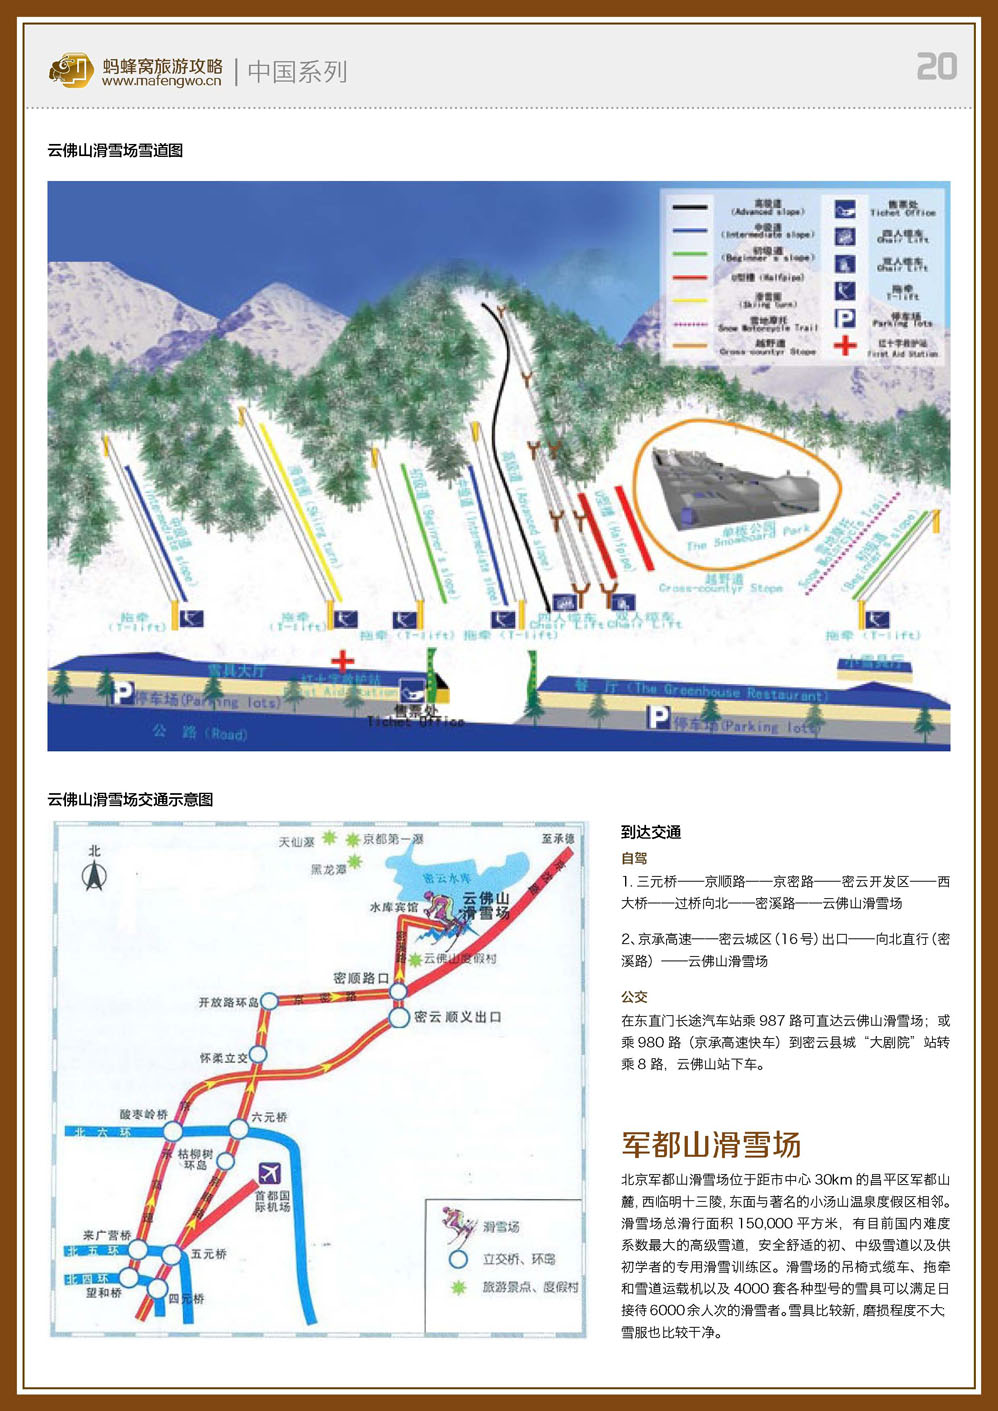 蚂蜂窝旅游攻略
www.mafengwo.cn
中国系列
20
云佛山滑雪场雪道图
高级道
(Advanced slope)
中级道
(Intermediate slope)
初级道
(Beginner's slope)
U型槽 (Halfpipe)
滑雪圈
(Skiing turn)
雪地摩托
Snow Motorcycle Trail
越野道
Cross-countyr Stope
售票处
Tichet Office
四人缆车
Chair Lift
双人缆车
Chair Lift
拖牵
T-lift
停车场
Parking lots
红十字救护站
First Aid Station
中级道
(Intermediate slope)
滑雪圈 (Skiing turn)
初级道 (Beginner's slope)
中级道 (Intermediate slope)
高级道 (Advanced slope)
U型槽 (Halfpipe)
单板公园
The Snowboard Park
越野道
Cross-countyr Stope
雪地摩托
Snow Motorcycle Trail
初级道
(Beginner's slope)
拖牵
(T-lift)
拖牵
(T-lift)
拖牵 (T-lift)
拖牵 (T-lift)
四人缆车
Chair Lift
双人缆车
Chair Lift
拖牵 (T-lift)
雪具大厅
红十字救护站
First Aid Station
小雪具厅
餐 厅 (The Greenhouse Restaurant)
P 停车场(Parking lots)
售票处
Tichet Office
P 停车场(Parking lots)
公 路 (Road)
云佛山滑雪场交通示意图
北
天仙瀑
京都第一瀑
黑龙潭
至承德
密云水库
水库宾馆
云佛山
滑雪场
密溪路
云佛山度假村
密顺路口
开放路环岛
京密路
密云 顺义出口
怀柔立交
酸枣岭桥
六元桥
北六环
枯柳树
环岛
京承高速
京顺路
首都国
际机场
来广营桥
北五环
五元桥
北四环
望和桥
四元桥
滑雪场
立交桥、环岛
旅游景点、度假村
到达交通
自驾
1. 三元桥——京顺路——京密路——密云开发区——西
大桥——过桥向北——密溪路——云佛山滑雪场
2、京承高速——密云城区（16号）出口——向北直行（密
溪路）——云佛山滑雪场
公交
在东直门长途汽车站乘 987 路可直达云佛山滑雪场；或
乘 980 路（京承高速快车）到密云县城“大剧院”站转
乘 8 路，云佛山站下车。
军都山滑雪场
北京军都山滑雪场位于距市中心 30km 的昌平区军都山
麓，西临明十三陵，东面与著名的小汤山温泉度假区相邻。
滑雪场总滑行面积 150,000 平方米，有目前国内难度
系数最大的高级雪道，安全舒适的初、中级雪道以及供
初学者的专用滑雪训练区。滑雪场的吊椅式缆车、拖牵
和雪道运载机以及 4000 套各种型号的雪具可以满足日
接待 6000 余人次的滑雪者。雪具比较新，磨损程度不大，
雪服也比较干净。